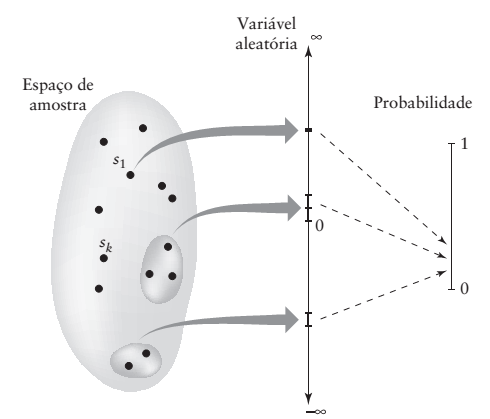 Variável
aleatória
∞
Espaço de
amostra
Probabilidade
1
s1
0
sk
0
−∞